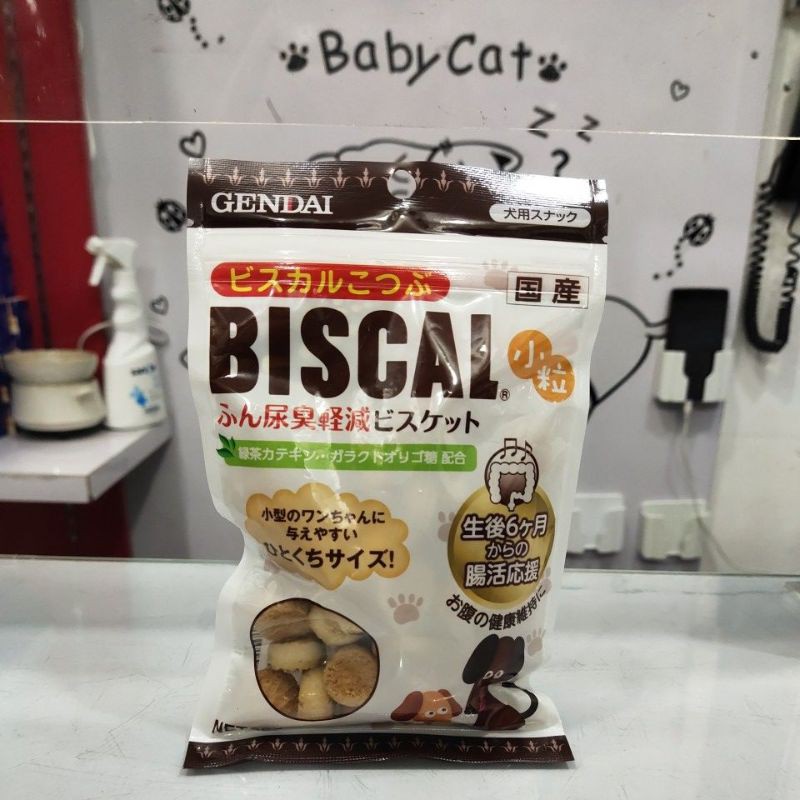 Baby Cat
z z
?
GENDAI
犬用スナック
ビスカルこつぶ
国産
BISCAL®
小粒
ふん尿臭軽減ビスケット
緑茶カテキン・ガラクトオリゴ糖 配合
小型のワンちゃんに
与えやすい
ひとくちサイズ!
生後6ヶ月
からの
腸活応援
お腹の健康維持に